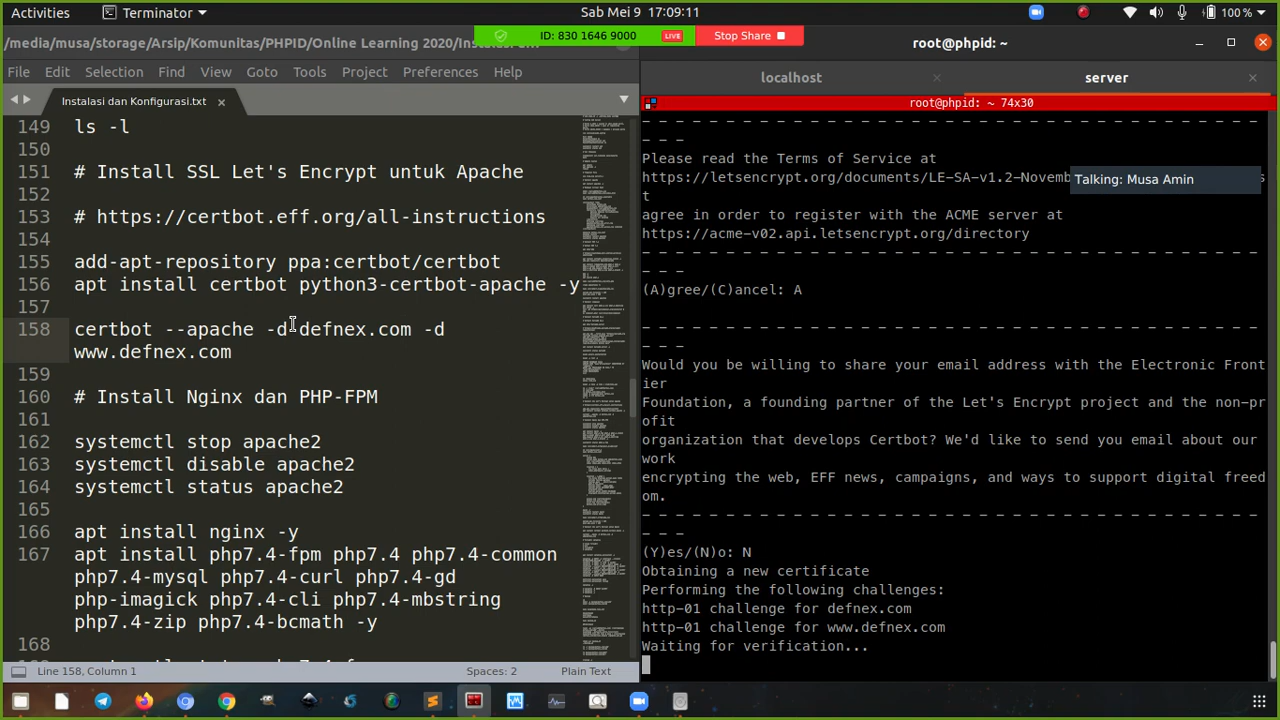 Activities
Terminator
Sab Mei 9 17:09:11
100 %
/media/musa/storage/Arsip/Komunitas/PHPID/Online Learning 2020/
ID: 830 1646 9000
LIVE
Stop Share
root@phpid: ~
File Edit Selection Find View Goto Tools Project Preferences Help
localhost
server
Instalasi dan Konfigurasi.txt
root@phpid: ~ 74x30
149 ls -l
150
151 # Install SSL Let's Encrypt untuk Apache
152
153 # https://certbot.eff.org/all-instructions
154
155 add-apt-repository ppa:certbot/certbot
156 apt install certbot python3-certbot-apache -y
157
158 certbot --apache -d defnex.com -d
www.defnex.com
159
160 # Install Nginx dan PHP-FPM
161
162 systemctl stop apache2
163 systemctl disable apache2
164 systemctl status apache2
165
166 apt install nginx -y
167 apt install php7.4-fpm php7.4 php7.4-common
php7.4-mysql php7.4-curl php7.4-gd
php-imagick php7.4-cli php7.4-mbstring
php7.4-zip php7.4-bcmath -y
168
Line 158, Column 1
Spaces: 2
Plain Text
- - - - - - - - - - - - - - - - - - - - - - - - - - - - - - - - - - - - -
- - -
Please read the Terms of Service at
https://letsencrypt.org/documents/LE-SA-v1.2-Novemb
s
t
Talking: Musa Amin
agree in order to register with the ACME server at
https://acme-v02.api.letsencrypt.org/directory
- - - - - - - - - - - - - - - - - - - - - - - - - - - - - - - - - - - - -
- - -
(A)gree/(C)ancel: A
- - - - - - - - - - - - - - - - - - - - - - - - - - - - - - - - - - - - -
- - -
Would you be willing to share your email address with the Electronic Front
ier
Foundation, a founding partner of the Let's Encrypt project and the non-pr
ofit
organization that develops Certbot? We'd like to send you email about our
work
encrypting the web, EFF news, campaigns, and ways to support digital freed
om.
- - - - - - - - - - - - - - - - - - - - - - - - - - - - - - - - - - - - -
- - -
(Y)es/(N)o: N
Obtaining a new certificate
Performing the following challenges:
http-01 challenge for defnex.com
http-01 challenge for www.defnex.com
Waiting for verification...